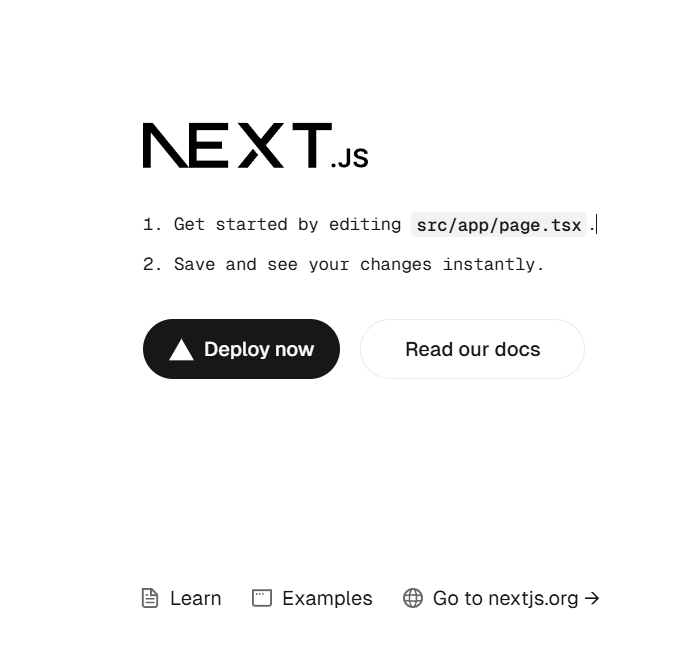 NEXT.JS
1. Get started by editing src/app/page.tsx.
2. Save and see your changes instantly.
Deploy now
Read our docs
Learn
Examples
Go to nextjs.org →